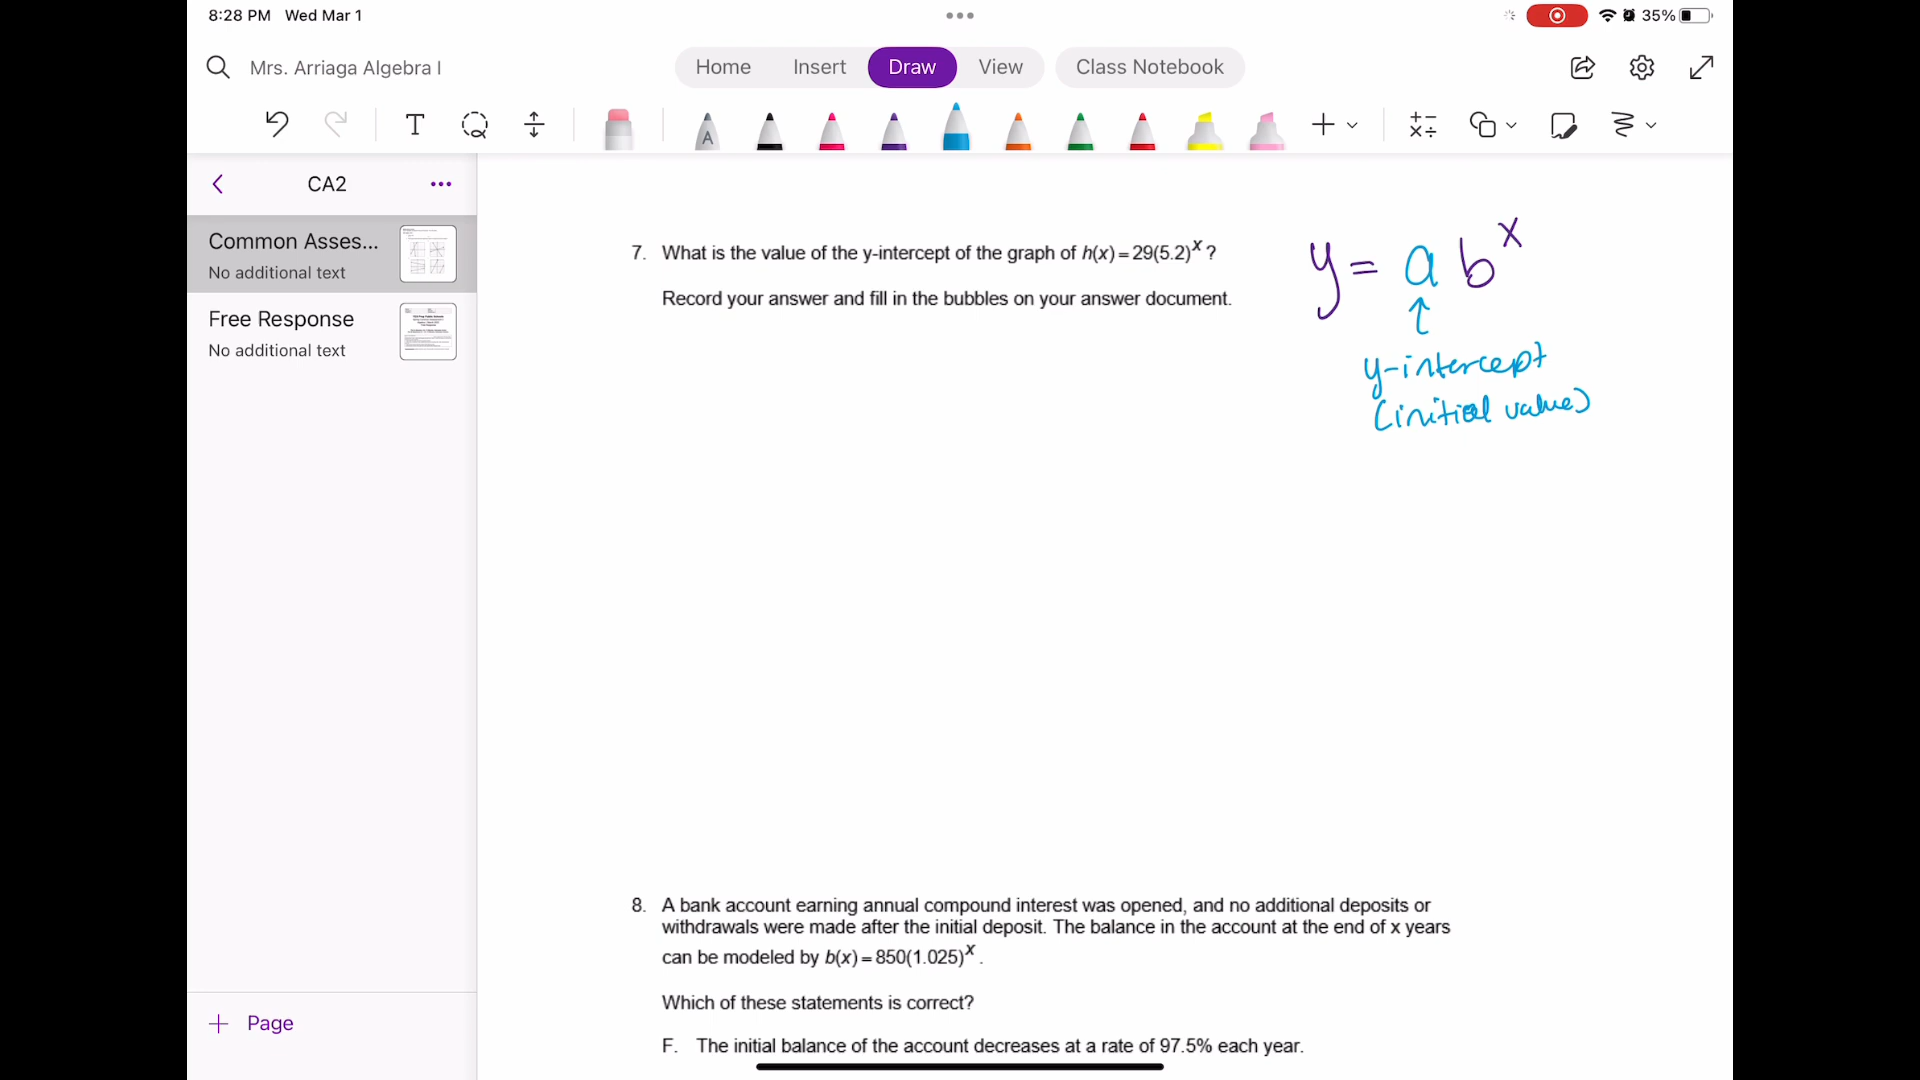 8:28 PM Wed Mar 1
35%
Mrs. Arriaga Algebra I
Home Insert Draw View Class Notebook
T
A
CA2
Common Asses...
No additional text
Free Response
No additional text
7. What is the value of the y-intercept of the graph of h(x)=29(5.2)^x ?
Record your answer and fill in the bubbles on your answer document.
y = a b^x
↑
y-intercept
(initial value)
8. A bank account earning annual compound interest was opened, and no additional deposits or
withdrawals were made after the initial deposit. The balance in the account at the end of x years
can be modeled by b(x)=850(1.025)^x .
Which of these statements is correct?
F. The initial balance of the account decreases at a rate of 97.5% each year.
+ Page